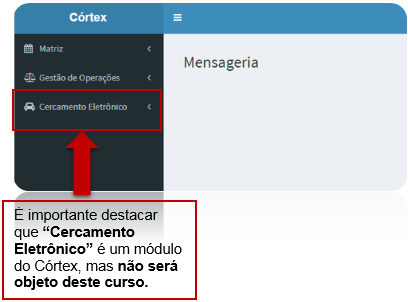 Córtex
Matriz
Gestão de Operações
Cercamento Eletrônico
Mensageria
É importante destacar
que “Cercamento
Eletrônico” é um módulo
do Córtex, mas não será
objeto deste curso.